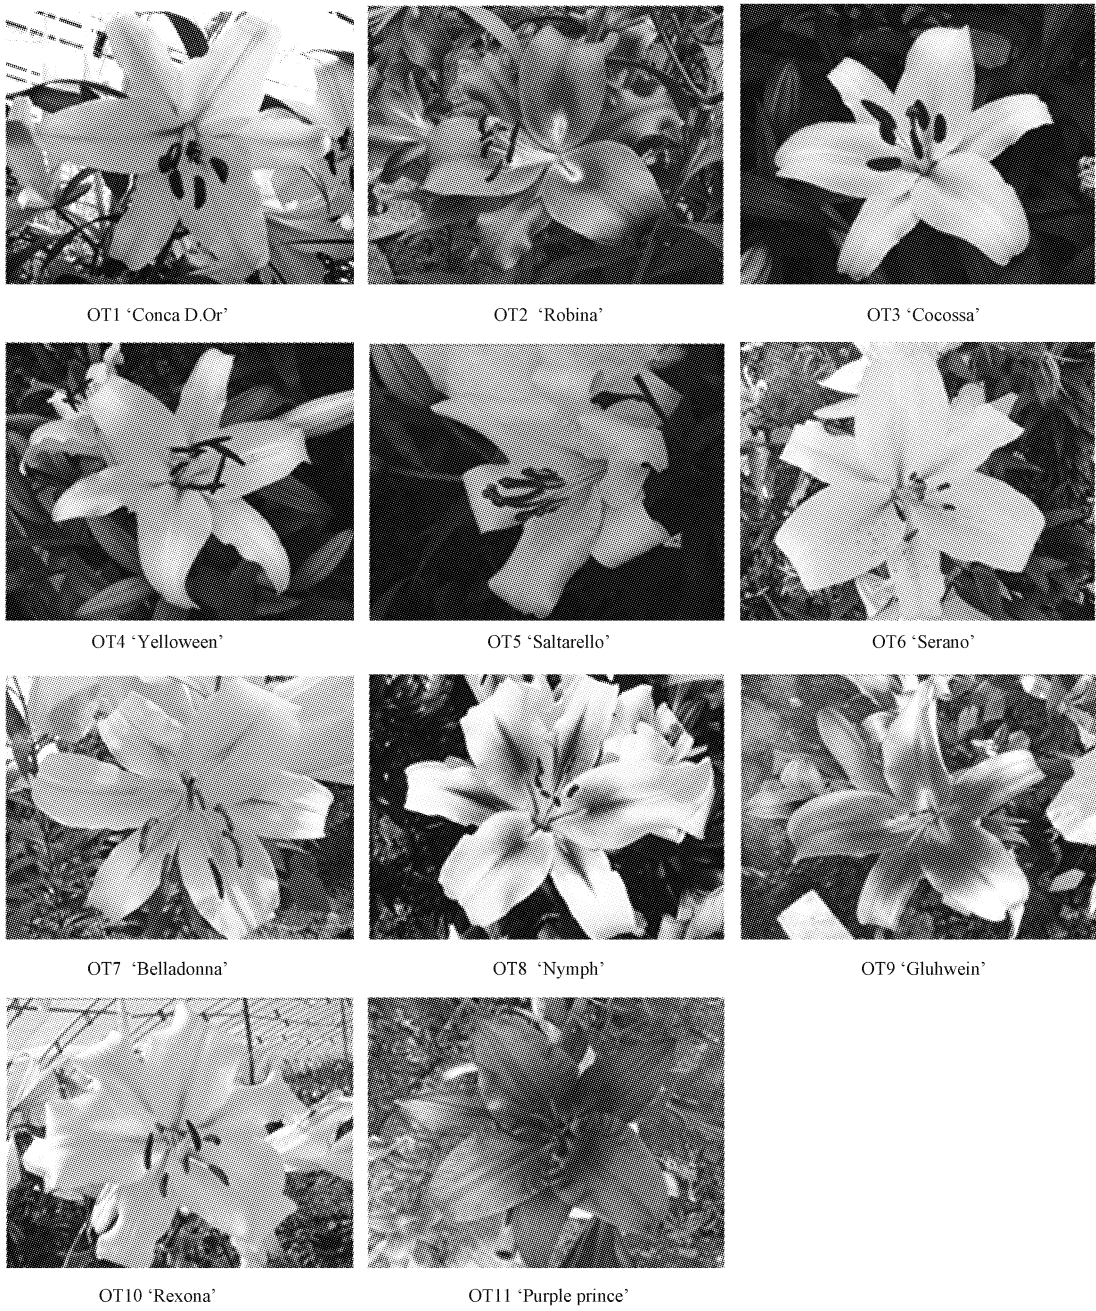 OT1 ‘Conca D.Or’
OT2 ‘Robina’
OT3 ‘Cocossa’
OT4 ‘Yelloween’
OT5 ‘Saltarello’
OT6 ‘Serano’
OT7 ‘Belladonna’
OT8 ‘Nymph’
OT9 ‘Gluhwein’
OT10 ‘Rexona’
OT11 ‘Purple prince’